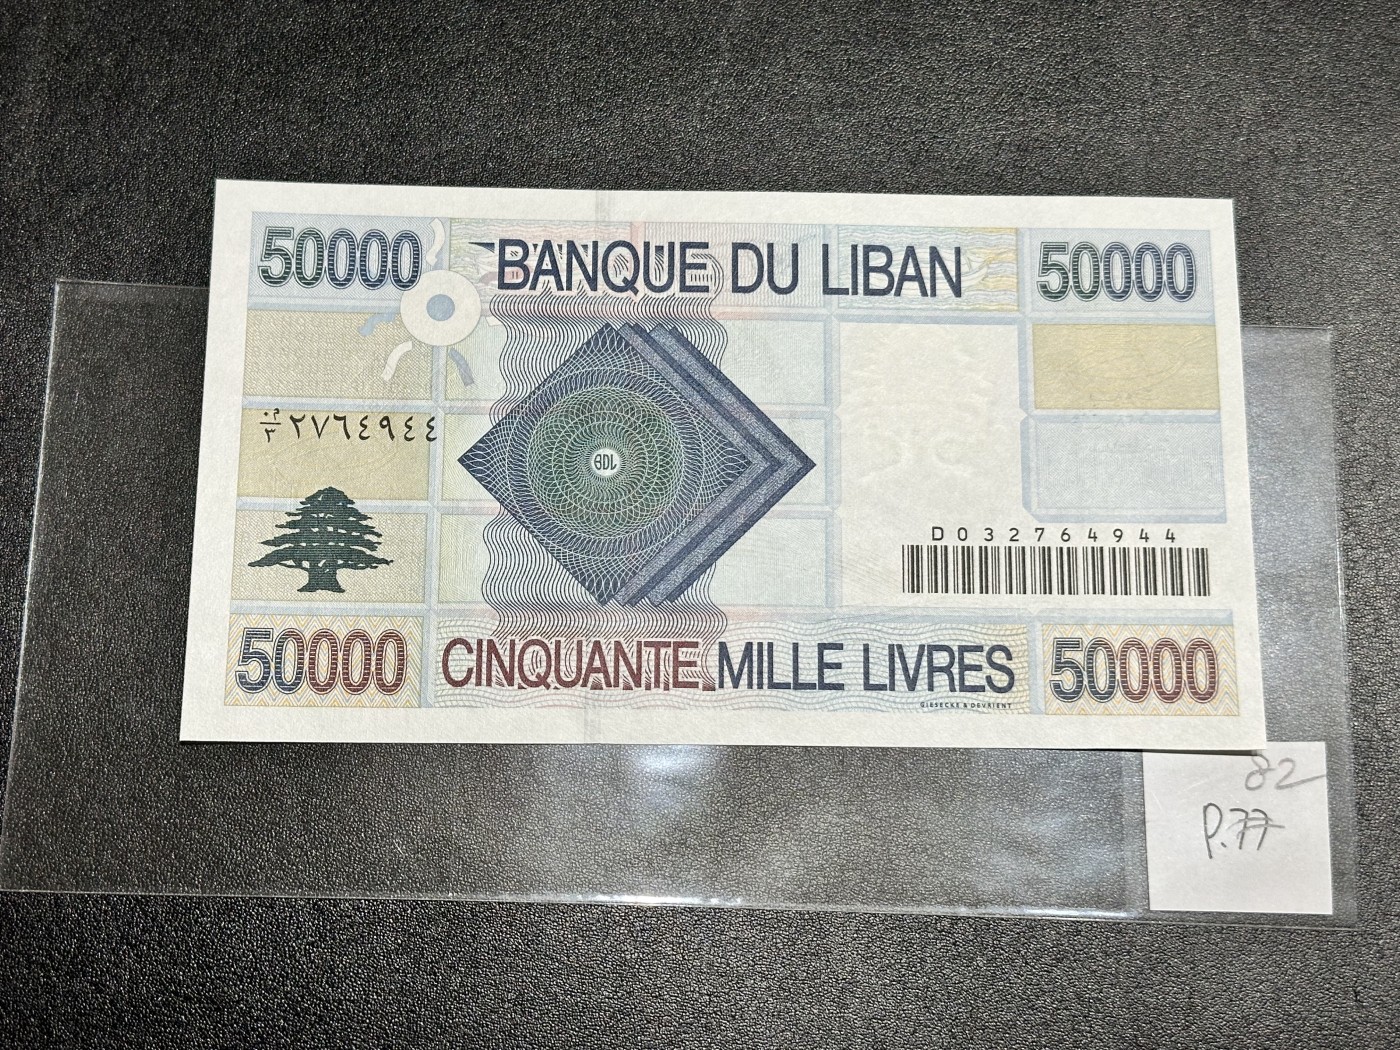 50000 BANQUE DU LIBAN 50000
٢٧٦٤٩٤٤
BDL
D032764944
50000 CINQUANTE MILLE LIVRES 50000
GIESECKE & DEVRIENT
82
P.77